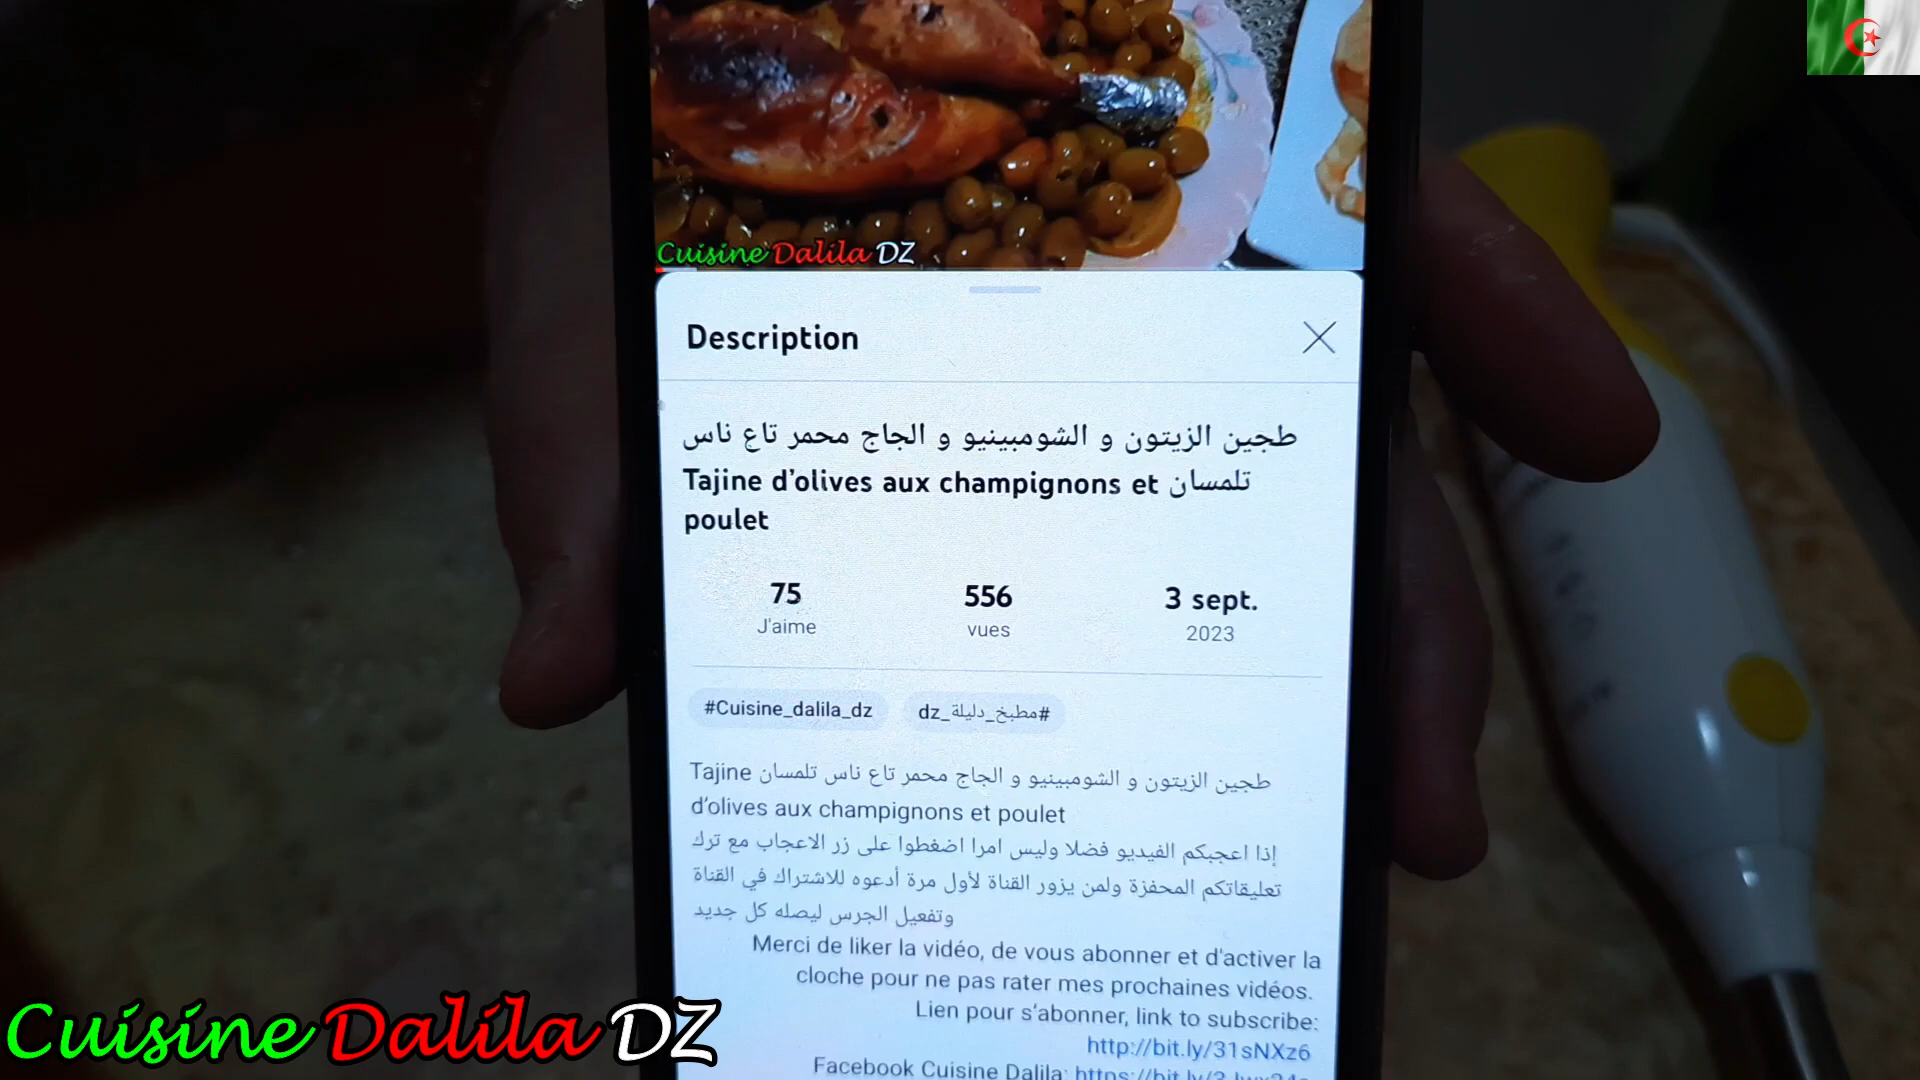 Cuisine Dalila DZ
Description
طجين الزيتون و الشومبينيو و الجاج محمر تاع ناس
تلمسان Tajine d’olives aux champignons et
poulet
75
J'aime
556
vues
3 sept.
2023
#Cuisine_dalila_dz
#مطبخ_دليلة_dz
طجين الزيتون و الشومبينيو و الجاج محمر تاع ناس تلمسان Tajine
d’olives aux champignons et poulet
إذا اعجبكم الفيديو فضلا وليس امرا اضغطوا على زر الاعجاب مع ترك
تعليقاتكم المحفزة ولمن يزور القناة لأول مرة أدعوه للاشتراك في القناة
وتفعيل الجرس ليصله كل جديد
Merci de liker la vidéo, de vous abonner et d'activer la
cloche pour ne pas rater mes prochaines vidéos.
Lien pour s’abonner, link to subscribe:
http://bit.ly/31sNXz6
Facebook Cuisine Dalila:
Cuisine Dalila DZ